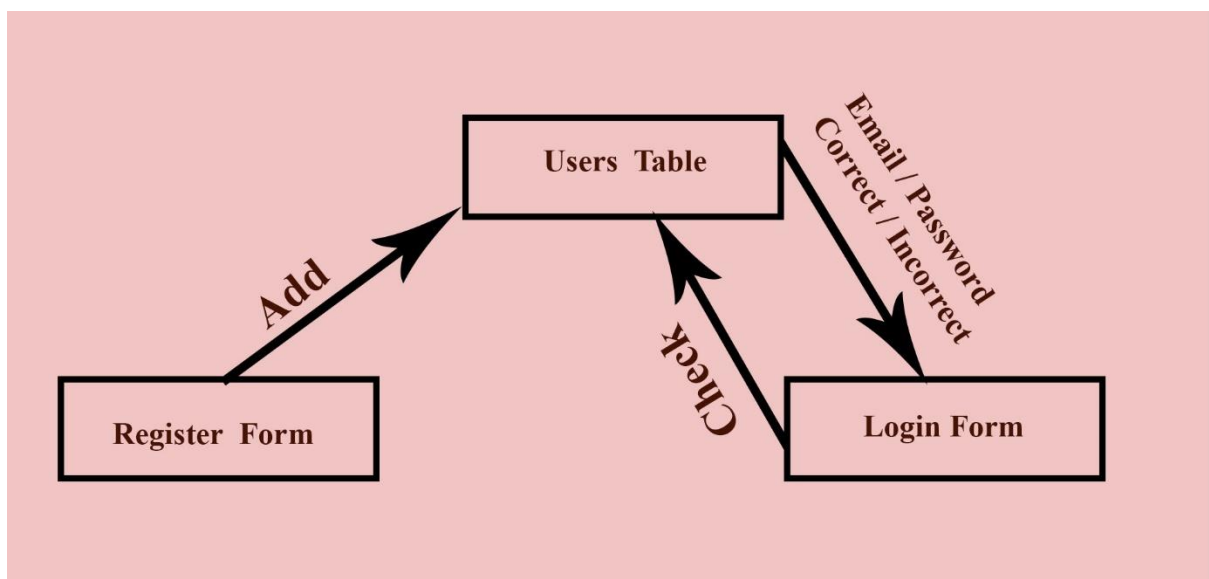 Users Table
Email / Password
Correct / Incorrect
Add
Check
Register Form
Login Form